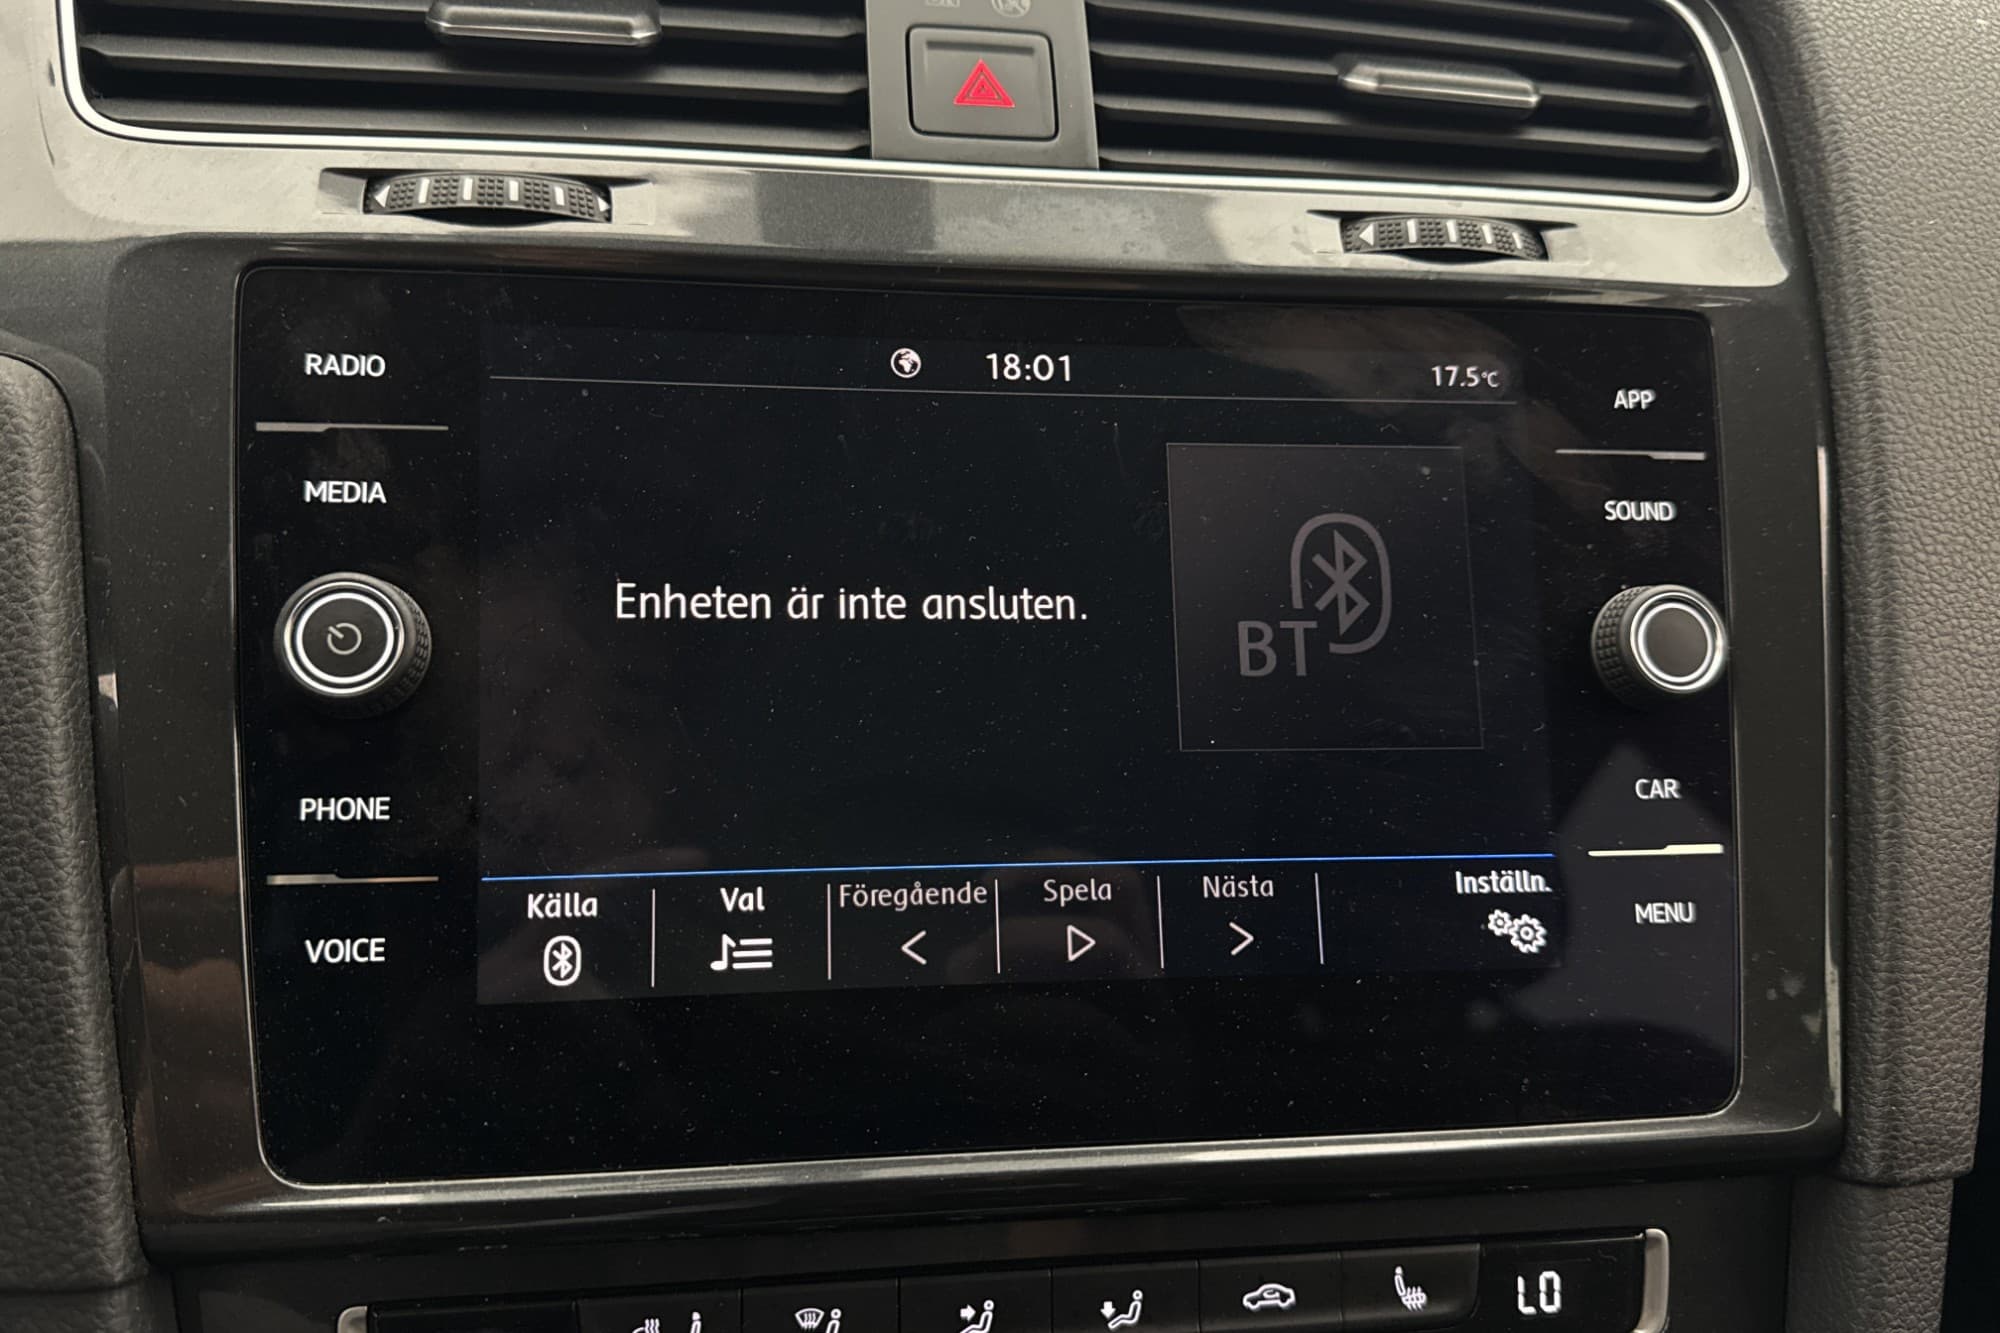 RADIO
18:01
17.5°C
APP
MEDIA
SOUND
Enheten är inte ansluten.
BT
PHONE
CAR
Källa
Val
Föregående
Spela
Nästa
Inställn.
VOICE
MENU
LO